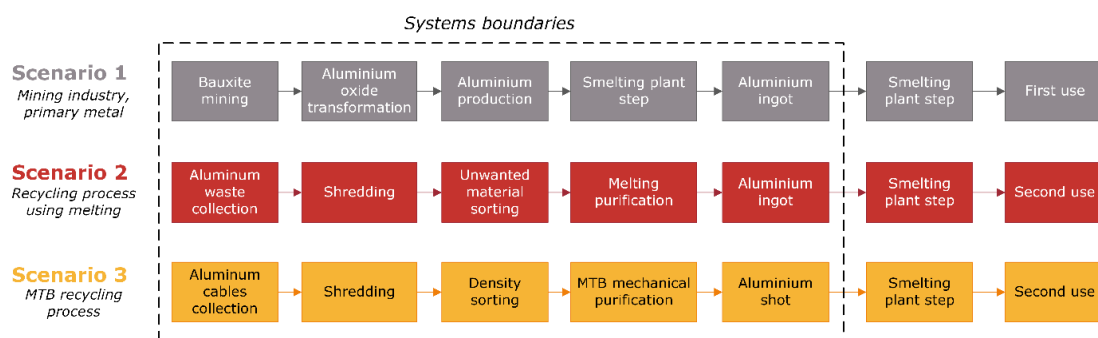 Systems boundaries
Scenario 1
Mining industry,
primary metal
Bauxite
mining
Aluminium
oxide
transformation
Aluminium
production
Smelting plant
step
Aluminium
ingot
Smelting
plant step
First use
Scenario 2
Recycling process
using melting
Aluminum
waste
collection
Shredding
Unwanted
material
sorting
Melting
purification
Aluminium
ingot
Smelting
plant step
Second use
Scenario 3
MTB recycling
process
Aluminum
cables
collection
Shredding
Density
sorting
MTB mechanical
purification
Aluminium
shot
Smelting
plant step
Second use